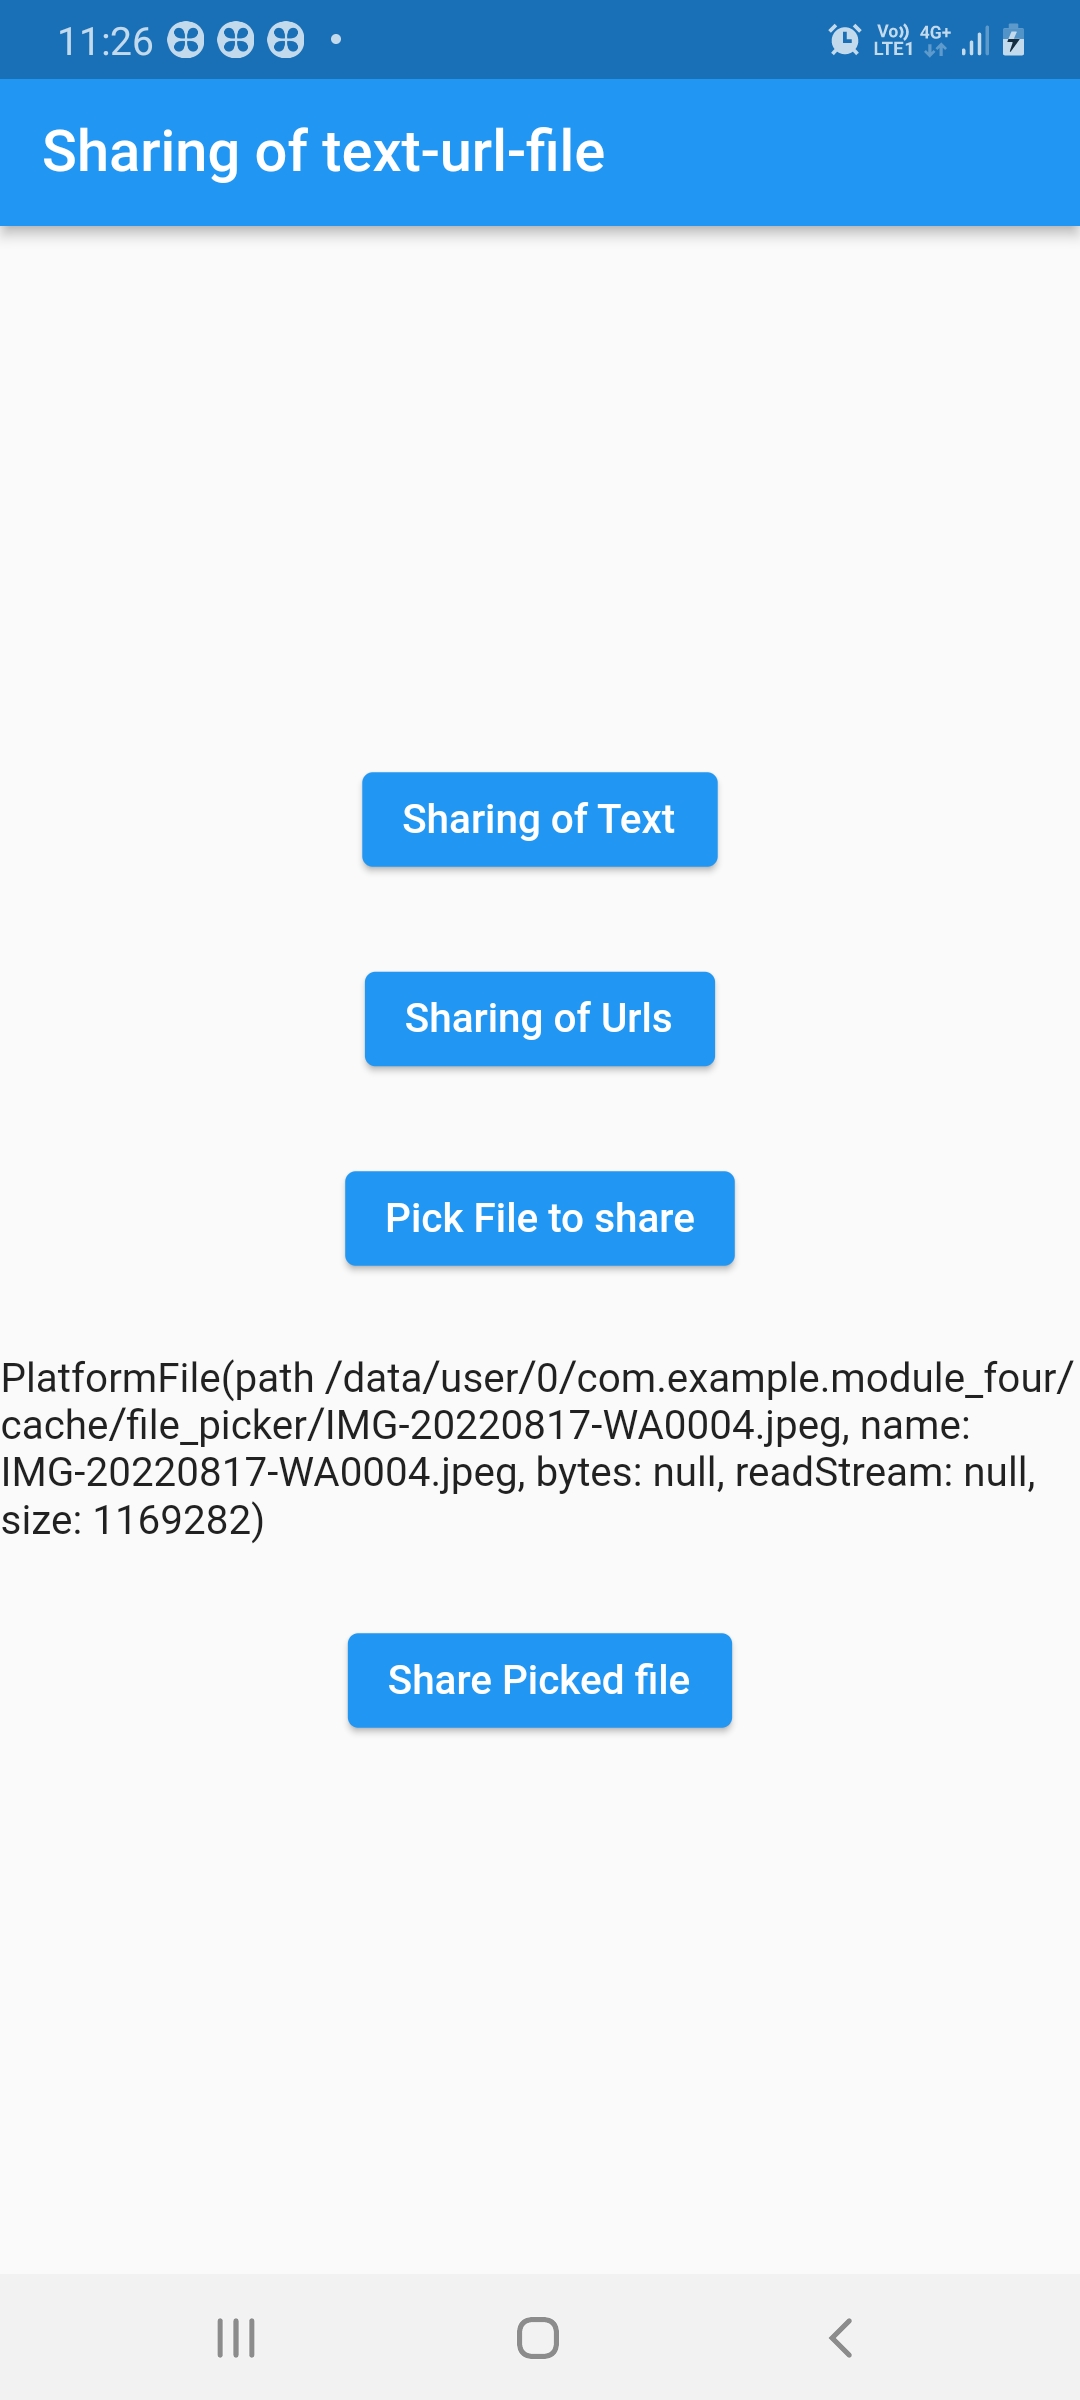 11:26
Vo)) LTE1 4G+
Sharing of text-url-file
Sharing of Text
Sharing of Urls
Pick File to share
PlatformFile(path /data/user/0/com.example.module_four/
cache/file_picker/IMG-20220817-WA0004.jpeg, name:
IMG-20220817-WA0004.jpeg, bytes: null, readStream: null,
size: 1169282)
Share Picked file